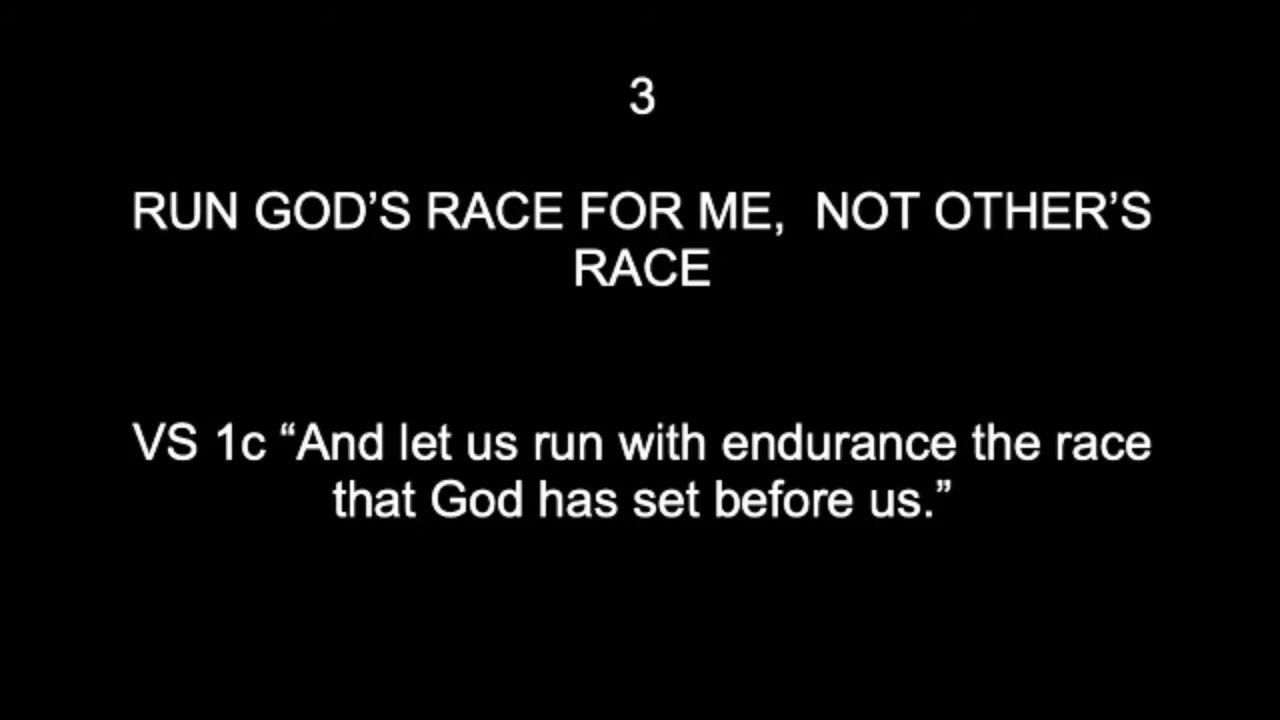 3
RUN GOD’S RACE FOR ME,  NOT OTHER’S
RACE
VS 1c “And let us run with endurance the race
that God has set before us.”